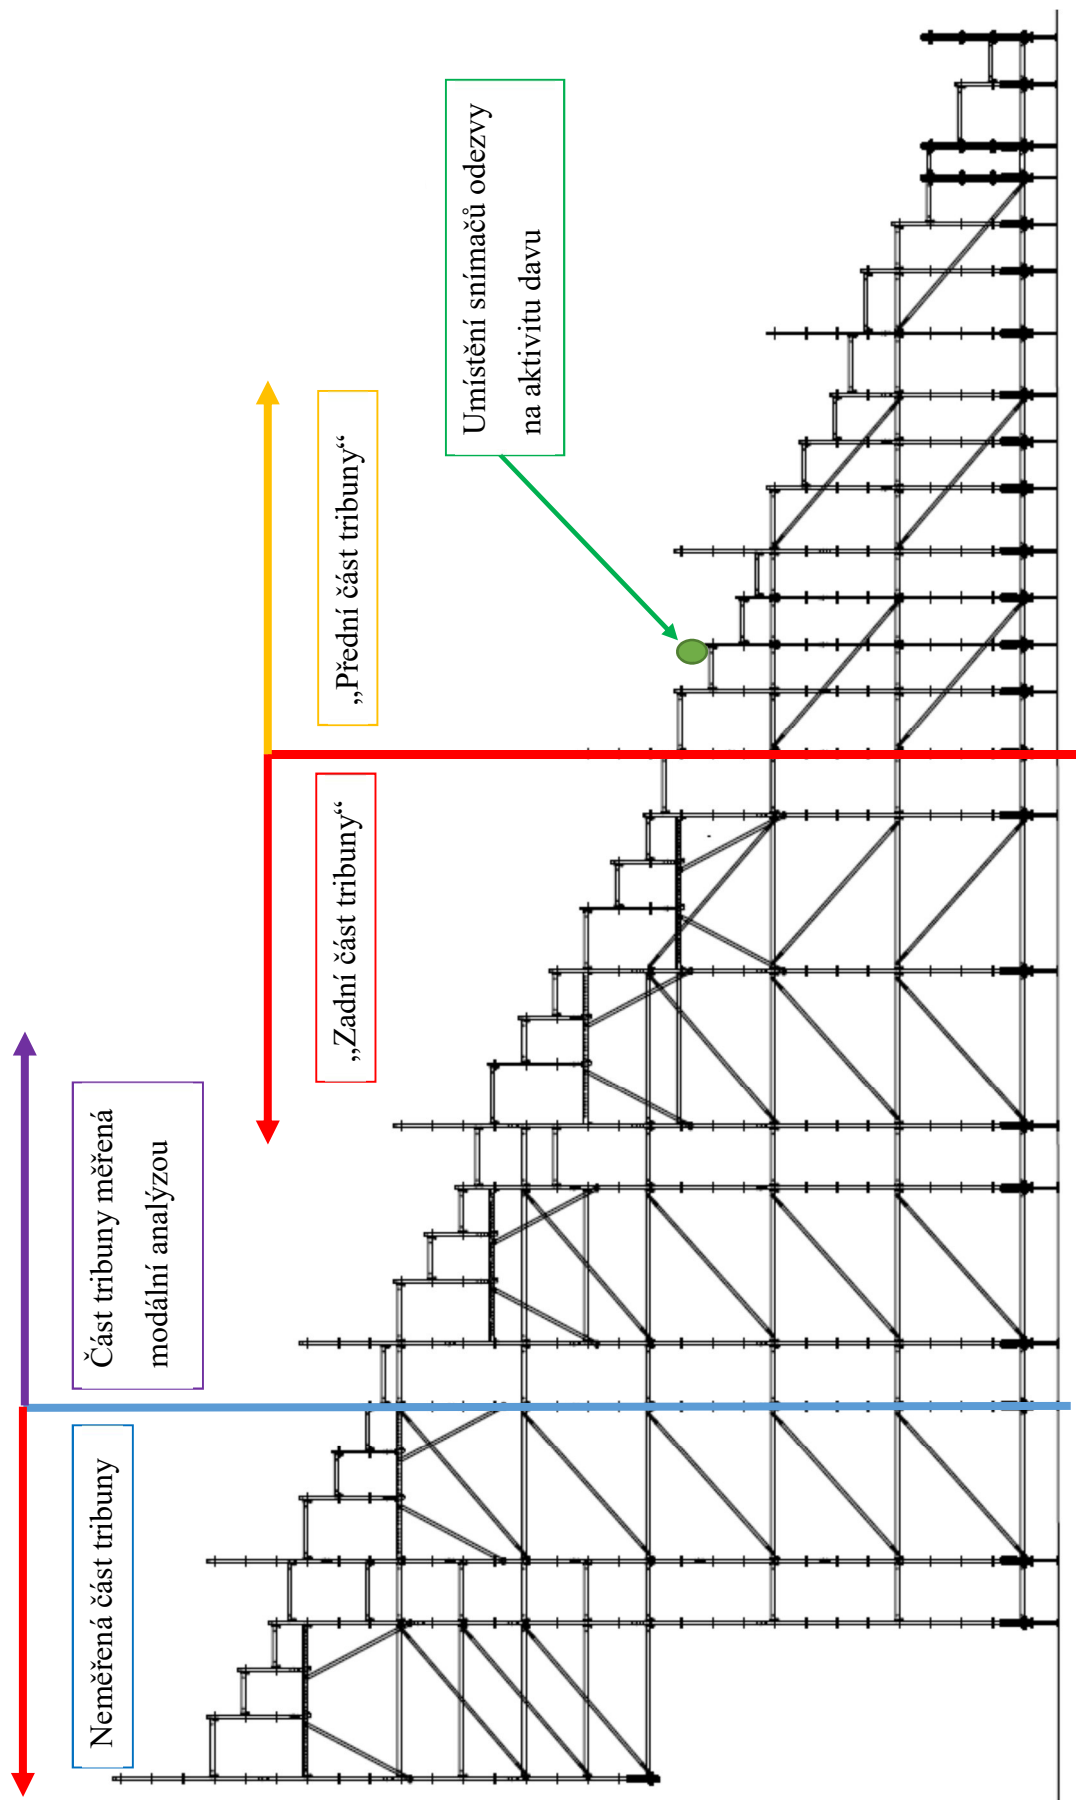 Neměřená část tribuny
Část tribuny měřená
modální analýzou
„Zadní část tribuny“
„Přední část tribuny“
Umístění snímačů odezvy
na aktivitu davu